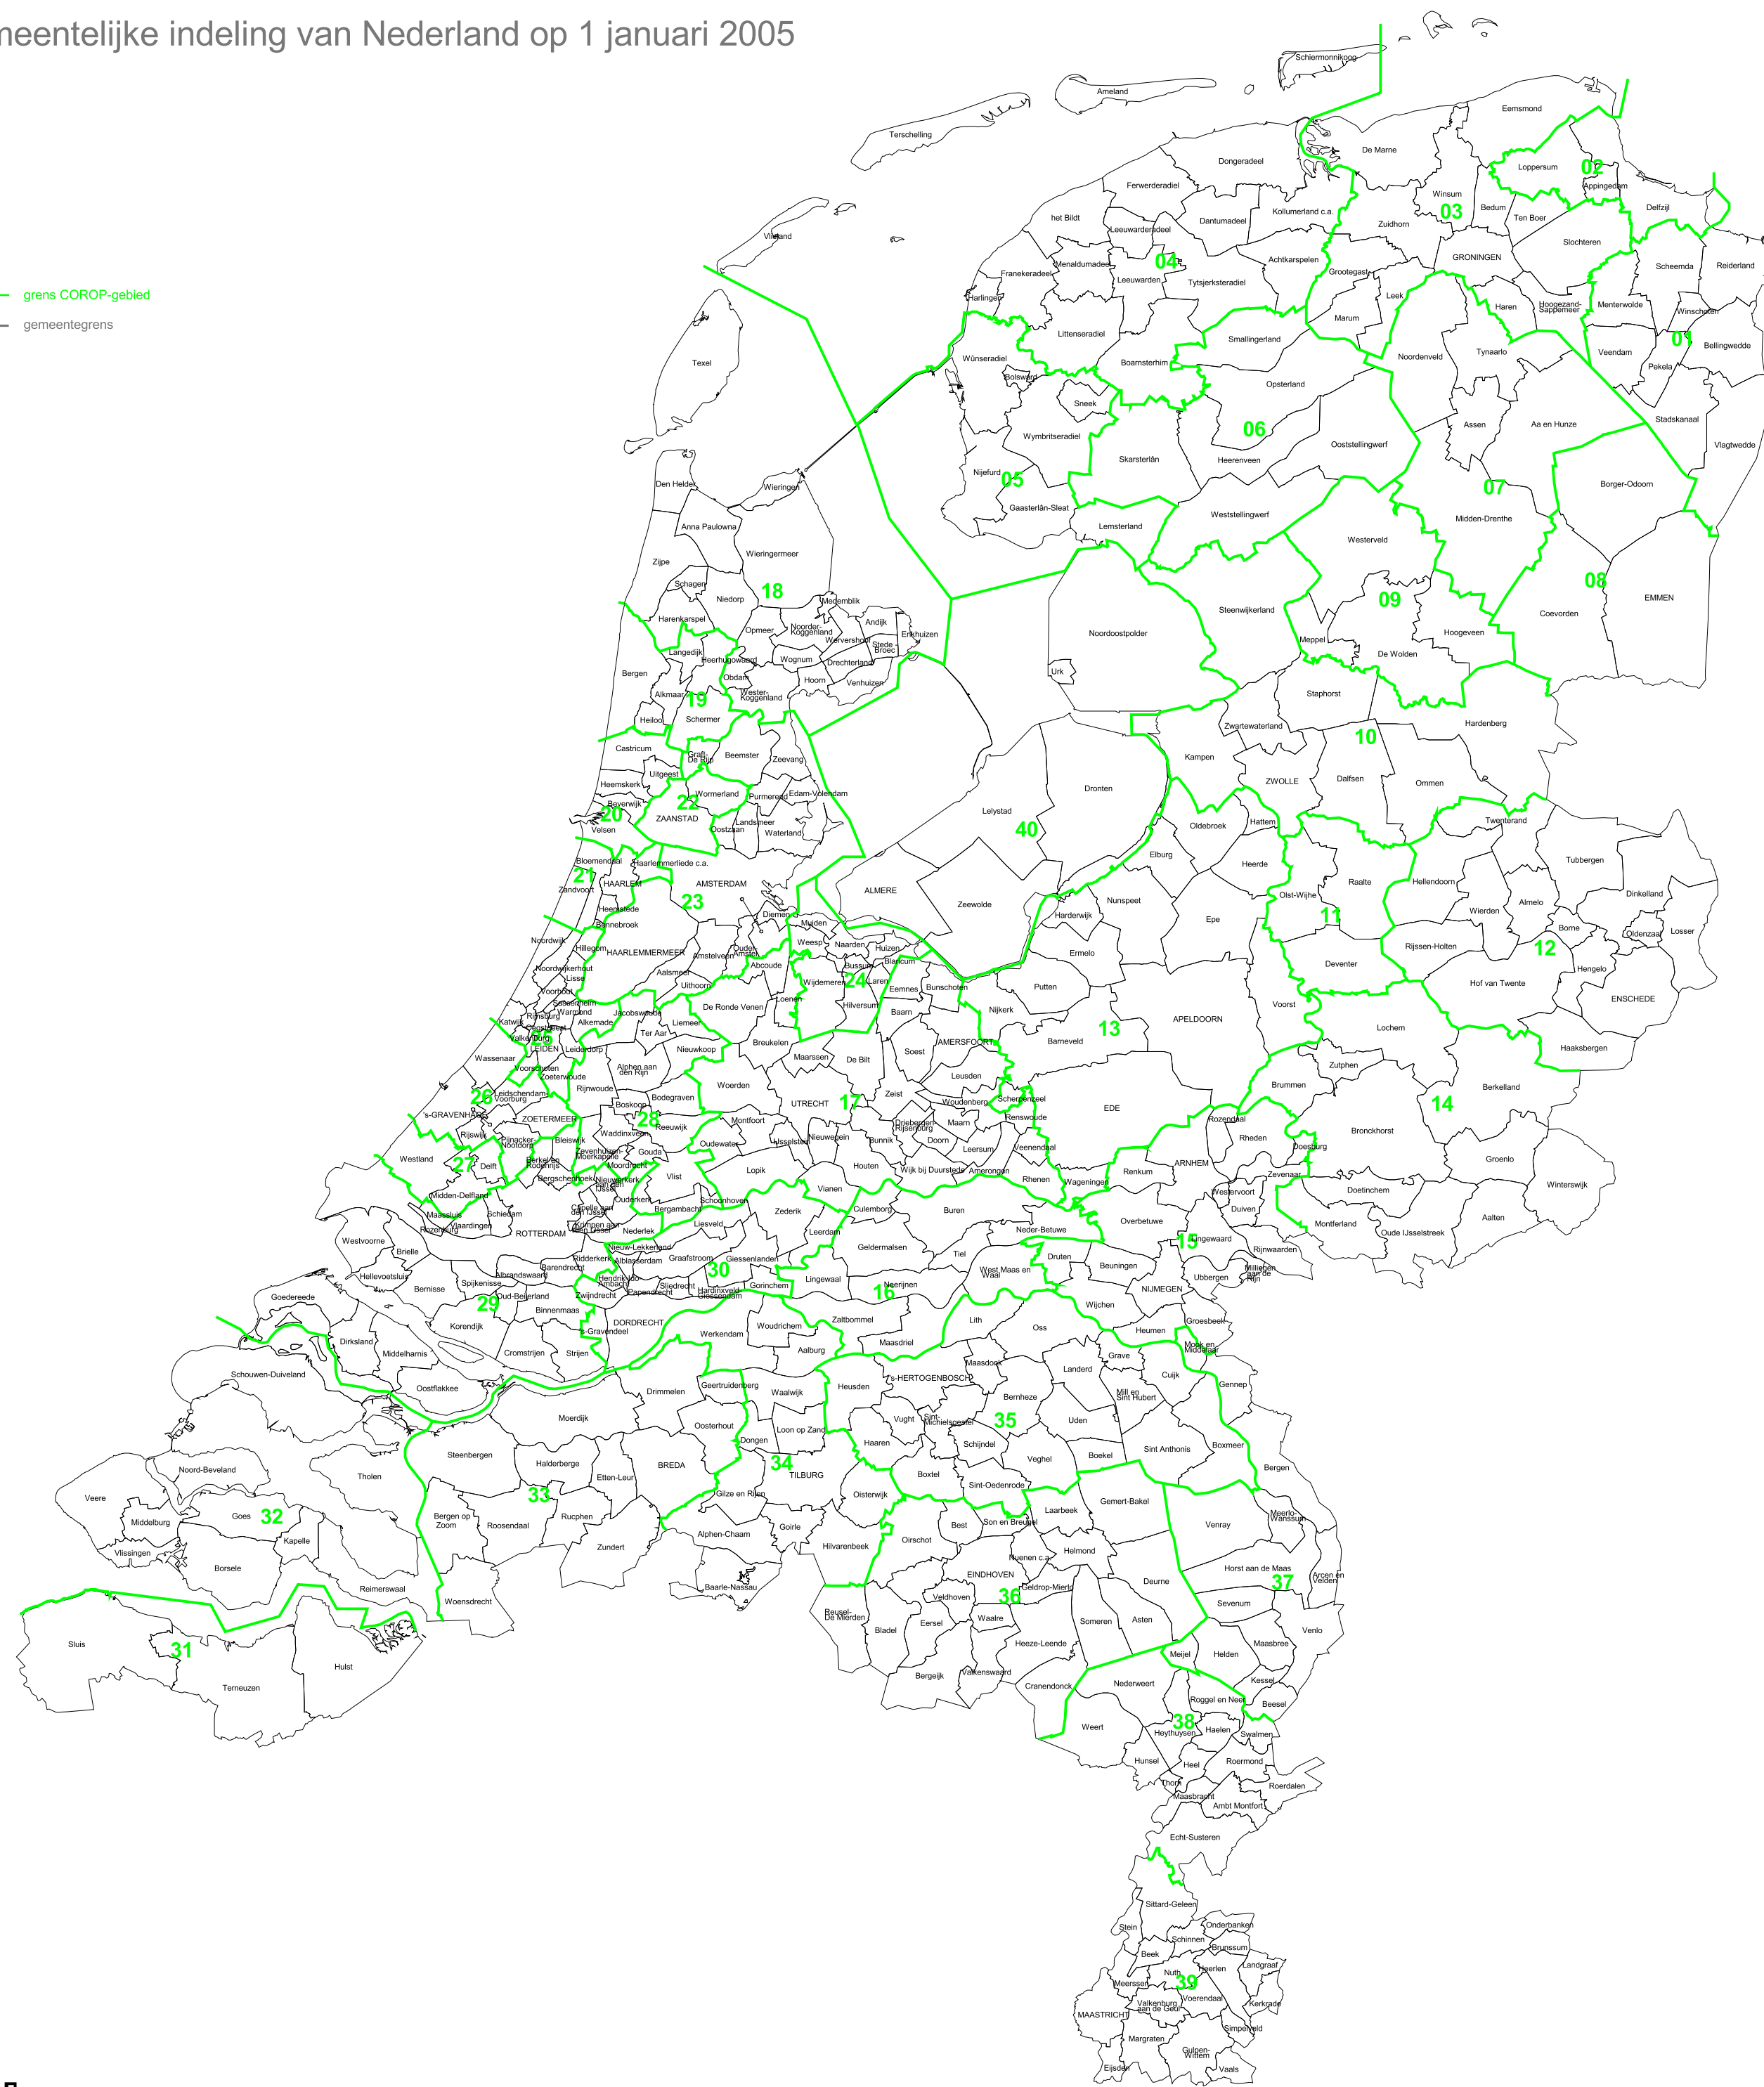 meentelijke indeling van Nederland op 1 januari 2005
grens COROP-gebied
gemeentegrens
Schiermonnikoog
Ameland
Terschelling
Vlieland
Texel
Eemsmond
De Marne
Dongeradeel
Loppersum
02
Appingedam
Ferwerderadiel
Winsum
03
Bedum
Delfzijl
Kollumerland c.a.
het Bildt
Dantumadeel
Ten Boer
Zuidhorn
Leeuwarderadeel
Slochteren
GRONINGEN
04
Achtkarspelen
Menaldumadeel
Scheemda
Reiderland
Franekeradeel
Grootegast
Leeuwarden
Tytsjerksteradiel
Leek
Harlingen
Haren
Hoogezand-
Sappemeer
Menterwolde
Winschoten
Marum
Littenseradiel
Smallingerland
01
Bellingwedde
Tynaarlo
Veendam
Noordenveld
Wûnseradiel
Boarnsterhim
Pekela
Bolsward
Opsterland
Sneek
Stadskanaal
Assen
Aa en Hunze
06
Wymbritseradiel
Ooststellingwerf
Vlagtwedde
Skarsterlân
Heerenveen
Nijefurd
05
Den Helder
Wieringen
07
Borger-Odoorn
Gaasterlân-Sleat
Weststellingwerf
Midden-Drenthe
Anna Paulowna
Lemsterland
Westerveld
Wieringermeer
Zijpe
Schagen
08
18
Niedorp
Medemblik
09
EMMEN
Steenwijkerland
Coevorden
Harenkarspel
Andijk
Opmeer
Noorder-
Koggenland
Noordoostpolder
Hoogeveen
Enkhuizen
Wervershoof
Stede
Broec
Meppel
Langedijk
De Wolden
Heerhugowaard
Wognum
Drechterland
Bergen
Urk
Obdam
Hoorn
Venhuizen
Alkmaar
19
Wester-
Koggenland
Staphorst
Heiloo
Schermer
Hardenberg
Zwartewaterland
10
Castricum
Graft-
De Rijp
Beemster
Zeevang
Kampen
Uitgeest
ZWOLLE
Dalfsen
Ommen
Heemskerk
Dronten
Wormerland
Purmerend
Edam-Volendam
Beverwijk
22
Lelystad
20
ZAANSTAD
Landsmeer
Hattem
Twenterand
Velsen
Oostzaan
Waterland
40
Oldebroek
Elburg
Bloemendaal
Haarlemmerliede c.a.
Heerde
Tubbergen
21
HAARLEM
AMSTERDAM
ALMERE
Raalte
Hellendoorn
Zandvoort
Zeewolde
Nunspeet
Olst-Wijhe
Dinkelland
23
Almelo
Heemstede
Diemen
Harderwijk
Epe
11
Wierden
Bennebroek
Muiden
Borne
Losser
Noordwijk
Weesp
Naarden
Huizen
Rijssen-Holten
12
Oldenzaal
Hillegom
HAARLEMMERMEER
Ouder-
Amstel
Amstelveen
Ermelo
Blaricum
Deventer
Hengelo
Noordwijkerhout
Aalsmeer
Abcoude
Bussum
Lisse
Wijdemeren
24
Laren
Hof van Twente
Uithoorn
Eemnes
Bunschoten
Putten
Voorhout
Loenen
ENSCHEDE
Sassenheim
De Ronde Venen
Hilversum
Voorst
Rijnsburg
Warmond
Jacobswoude
Baarn
Nijkerk
Katwijk
Alkemade
Liemeer
APELDOORN
Oegstgeest
Ter Aar
13
Lochem
Valkenburg
25
Breukelen
AMERSFOORT
Barneveld
LEIDEN
Leiderdorp
Nieuwkoop
Soest
Haaksbergen
Wassenaar
Maarssen
De Bilt
Voorschoten
Zoeterwoude
Alphen aan
den Rijn
Zutphen
Leusden
Rijnwoude
Woerden
Brummen
Berkelland
Leidschendam-
Voorburg
26
Bodegraven
Zeist
Scherpenzeel
Boskoop
UTRECHT
17
Woudenberg
EDE
14
's-GRAVENHAGE
ZOETERMEER
28
Montfoort
Renswoude
Rozendaal
Reeuwijk
Driebergen-
Rijsenburg
Maarn
Rijswijk
Waddinxveen
Bronckhorst
Pijnacker-
Nootdorp
Bleiswijk
Oudewater
IJsselstein
Nieuwegein
Bunnik
Doorn
Rheden
Doesburg
Zevenhuizen-
Moerkapelle
Gouda
Leersum
Veenendaal
Westland
27
Delft
Berkel en
Rodenrijs
Moordrecht
Houten
ARNHEM
Groenlo
Bergschenhoek
Nieuwerkerk
aan den
IJssel
Vlist
Lopik
Wijk bij Duurstede
Amerongen
Renkum
Zevenaar
Rhenen
Wageningen
Winterswijk
Midden-Delfland
Ouderkerk
Schoonhoven
Vianen
Westervoort
Doetinchem
Maassluis
Schiedam
Capelle aan
den IJssel
Bergambacht
Culemborg
Buren
Duiven
Zederik
Overbetuwe
Montferland
Aalten
Rozenburg
Vlaardingen
Krimpen aan
den IJssel
Nederlek
Liesveld
Neder-Betuwe
Oude IJsselstreek
ROTTERDAM
Leerdam
Westvoorne
15
Lingewaard
Nieuw-Lekkerland
Geldermalsen
Rijnwaarden
Brielle
Ridderkerk
Alblasserdam
Graafstroom
Giessenlanden
Tiel
Druten
Barendrecht
30
West Maas en
Waal
Beuningen
Millingen
aan de
Rijn
Hellevoetsluis
Albrandswaard
Hendrik-Ido-
Ambacht
Sliedrecht
Gorinchem
Lingewaal
Ubbergen
Spijkenisse
Bernisse
Papendrecht
Hardinxveld-
Giessendam
Neerijnen
16
NIJMEGEN
Goedereede
Oud-Beijerland
Zwijndrecht
29
Wijchen
Binnenmaas
DORDRECHT
Woudrichem
Zaltbommel
Lith
Groesbeek
Korendijk
Oss
Heumen
's-Gravendeel
Werkendam
Dirksland
Maasdriel
Mook en
Middelaar
Middelharnis
Cromstrijen
Strijen
Aalburg
Grave
Maasdonk
Landerd
Cuijk
Schouwen-Duiveland
Heusden
's-HERTOGENBOSCH
Oostflakkee
Geertruidenberg
Gennep
Drimmelen
Waalwijk
Bernheze
Mill en
Sint Hubert
Moerdijk
Vught
Sint-
Michielsgestel
35
Uden
Oosterhout
Loon op Zand
Dongen
Haaren
Schijndel
Boxmeer
Steenbergen
Sint Anthonis
Boekel
Veghel
Halderberge
34
BREDA
Bergen
Noord-Beveland
Tholen
TILBURG
Boxtel
Etten-Leur
Sint-Oedenrode
Veere
33
Gilze en Rijen
Oisterwijk
Gemert-Bakel
Laarbeek
Meerlo-
Wanssum
Goes
32
Bergen op
Zoom
Rucphen
Middelburg
Roosendaal
Best
Son en Breugel
Venray
Goirle
Alphen-Chaam
Kapelle
Oirschot
Zundert
Hilvarenbeek
Helmond
Vlissingen
Nuenen c.a.
Borsele
Horst aan de Maas
EINDHOVEN
Arcen en
Velden
Deurne
37
Reimerswaal
Baarle-Nassau
Geldrop-Mierlo
36
Veldhoven
Woensdrecht
Sevenum
Reusel-
De Mierden
Waalre
Asten
Someren
Eersel
Bladel
Venlo
Sluis
31
Heeze-Leende
Maasbree
Meijel
Helden
Hulst
Bergeijk
Valkenswaard
Kessel
Terneuzen
Cranendonck
Nederweert
Roggel en Neer
Beesel
38
Weert
Haelen
Heythuysen
Swalmen
Hunsel
Heel
Roermond
Thorn
Roerdalen
Maasbracht
Ambt Montfort
Echt-Susteren
Sittard-Geleen
Stein
Onderbanken
Schinnen
Brunssum
Beek
Landgraaf
Heerlen
Nuth
Meerssen
39
Voerendaal
Valkenburg
aan de Geul
Kerkrade
MAASTRICHT
Simpelveld
Margraten
Gulpen-
Wittem
Eijsden
Vaals